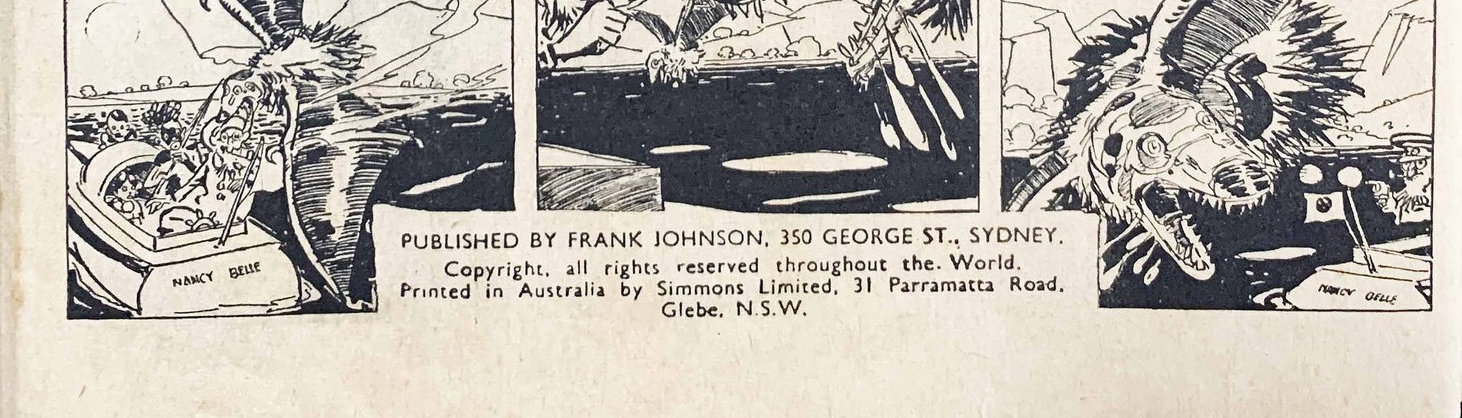 NANCY BELLE
PUBLISHED BY FRANK JOHNSON, 350 GEORGE ST., SYDNEY.
Copyright, all rights reserved throughout the. World.
Printed in Australia by Simmons Limited, 31 Parramatta Road,
Glebe, N.S.W.
NANCY BELLE